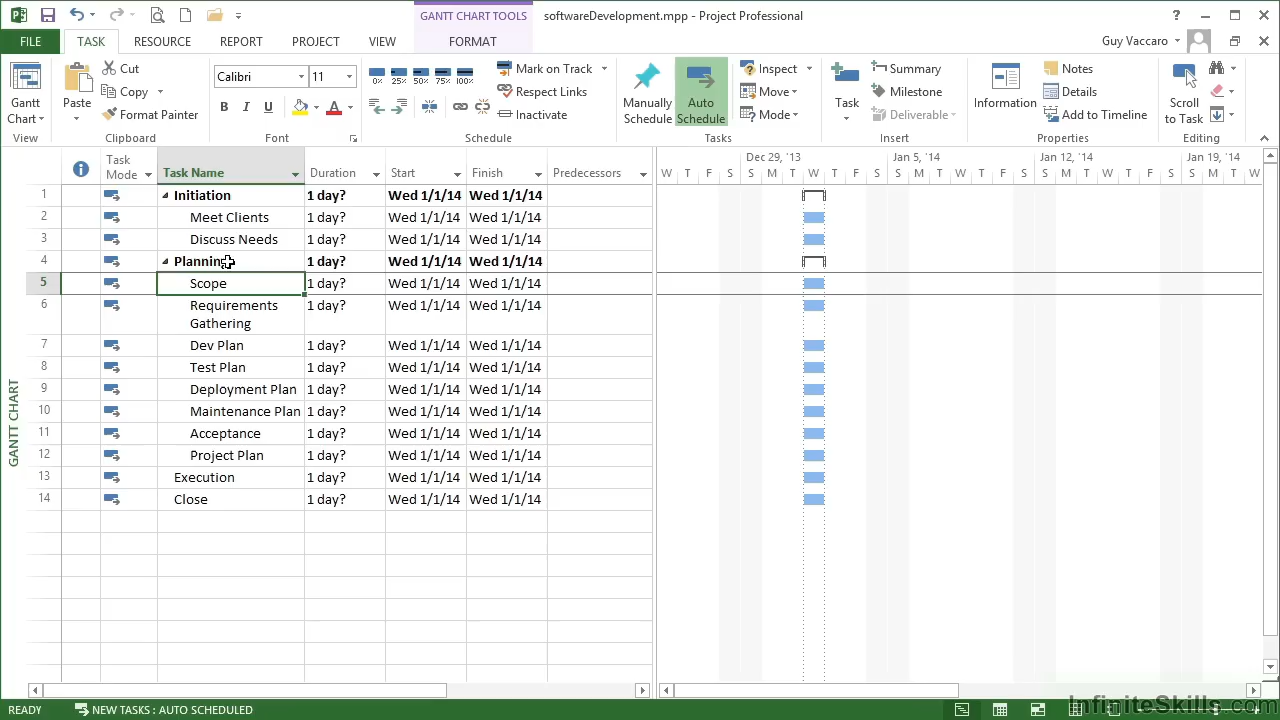 softwareDevelopment.mpp - Project Professional
GANTT CHART TOOLS
FILE TASK RESOURCE REPORT PROJECT VIEW FORMAT
Guy Vaccaro
Gantt Chart
View
Paste
Cut
Copy
Format Painter
Clipboard
Calibri 11
B I U A
Font
0% 25% 50% 75% 100%
Mark on Track
Respect Links
Inactivate
Schedule
Manually Schedule
Auto Schedule
Inspect
Move
Mode
Tasks
Task
Summary
Milestone
Deliverable
Insert
Information
Notes
Details
Add to Timeline
Properties
Scroll to Task
Editing
Task Mode Task Name Duration Start Finish Predecessors
Dec 29, '13 Jan 5, '14 Jan 12, '14 Jan 19, '14
W T F S S M T W T F S S M T W T F S S M T W T F S S M T W
1 Initiation 1 day? Wed 1/1/14 Wed 1/1/14
2 Meet Clients 1 day? Wed 1/1/14 Wed 1/1/14
3 Discuss Needs 1 day? Wed 1/1/14 Wed 1/1/14
4 Planning 1 day? Wed 1/1/14 Wed 1/1/14
5 Scope 1 day? Wed 1/1/14 Wed 1/1/14
6 Requirements Gathering 1 day? Wed 1/1/14 Wed 1/1/14
7 Dev Plan 1 day? Wed 1/1/14 Wed 1/1/14
8 Test Plan 1 day? Wed 1/1/14 Wed 1/1/14
9 Deployment Plan 1 day? Wed 1/1/14 Wed 1/1/14
10 Maintenance Plan 1 day? Wed 1/1/14 Wed 1/1/14
11 Acceptance 1 day? Wed 1/1/14 Wed 1/1/14
12 Project Plan 1 day? Wed 1/1/14 Wed 1/1/14
13 Execution 1 day? Wed 1/1/14 Wed 1/1/14
14 Close 1 day? Wed 1/1/14 Wed 1/1/14
GANTT CHART
READY NEW TASKS : AUTO SCHEDULED
InfiniteSkills.com